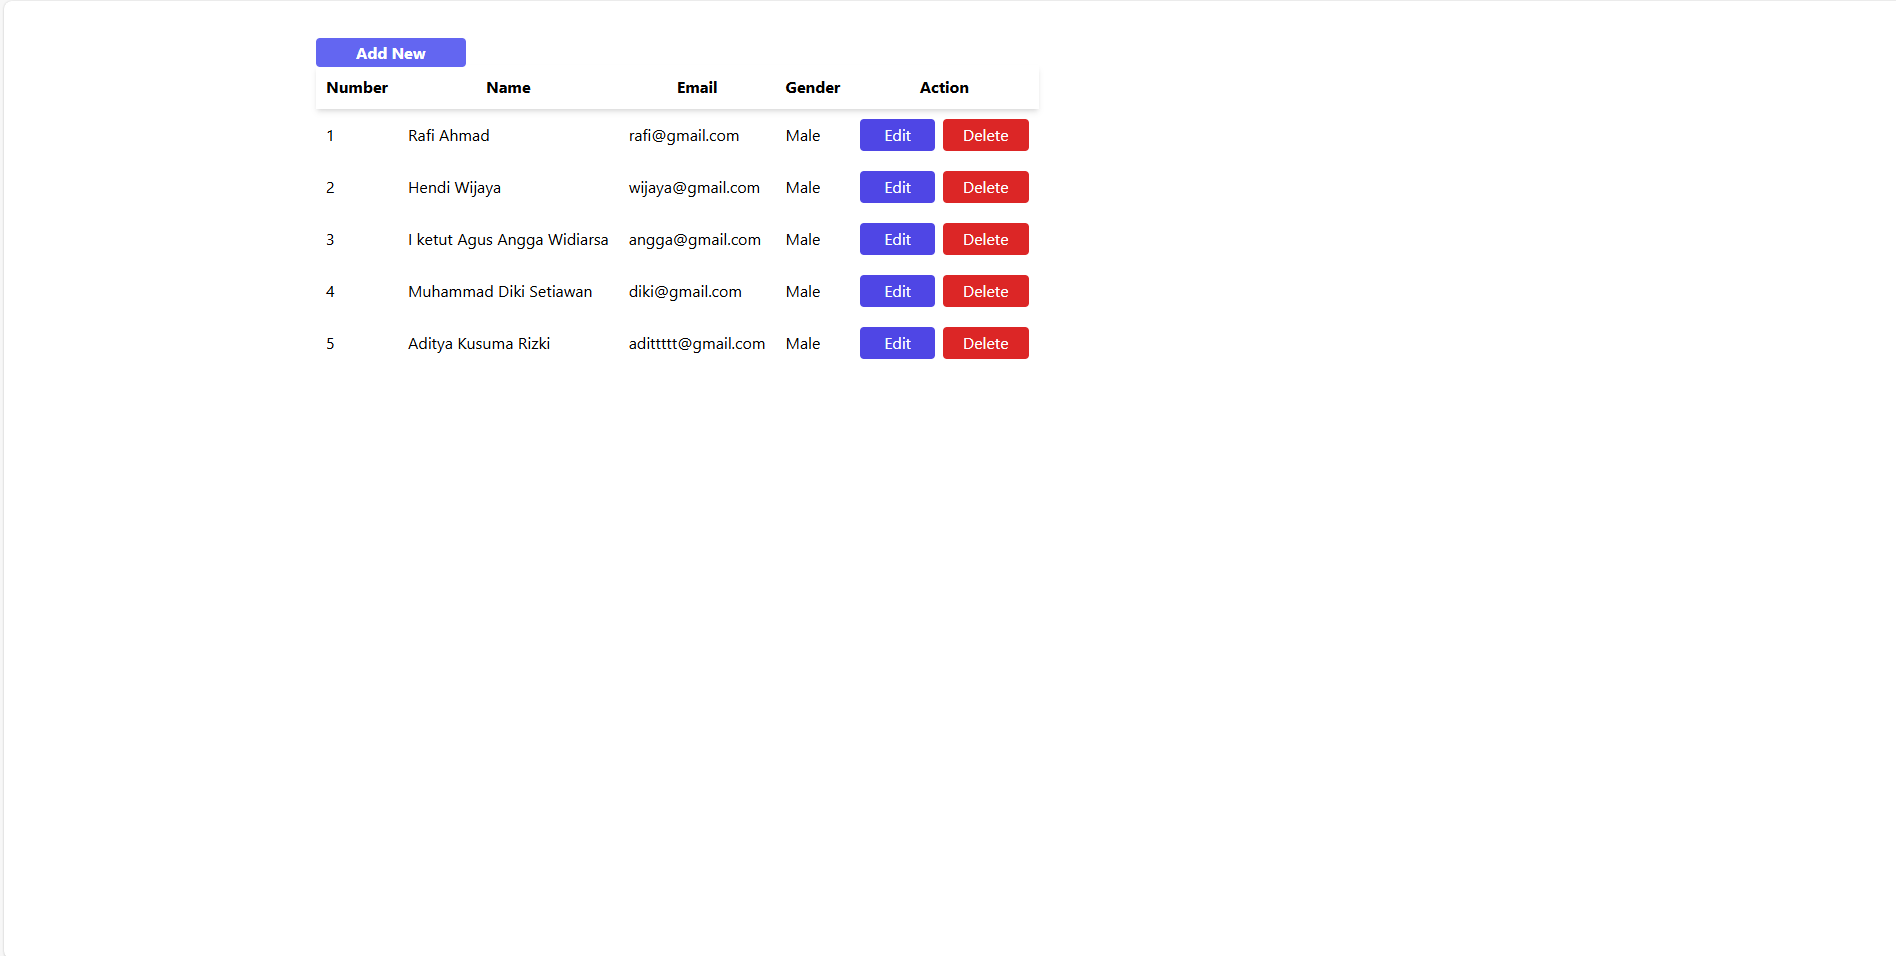 Add New
Number Name Email Gender Action
1 Rafi Ahmad rafi@gmail.com Male Edit Delete
2 Hendi Wijaya wijaya@gmail.com Male Edit Delete
3 I ketut Agus Angga Widiarsa angga@gmail.com Male Edit Delete
4 Muhammad Diki Setiawan diki@gmail.com Male Edit Delete
5 Aditya Kusuma Rizki adittttt@gmail.com Male Edit Delete